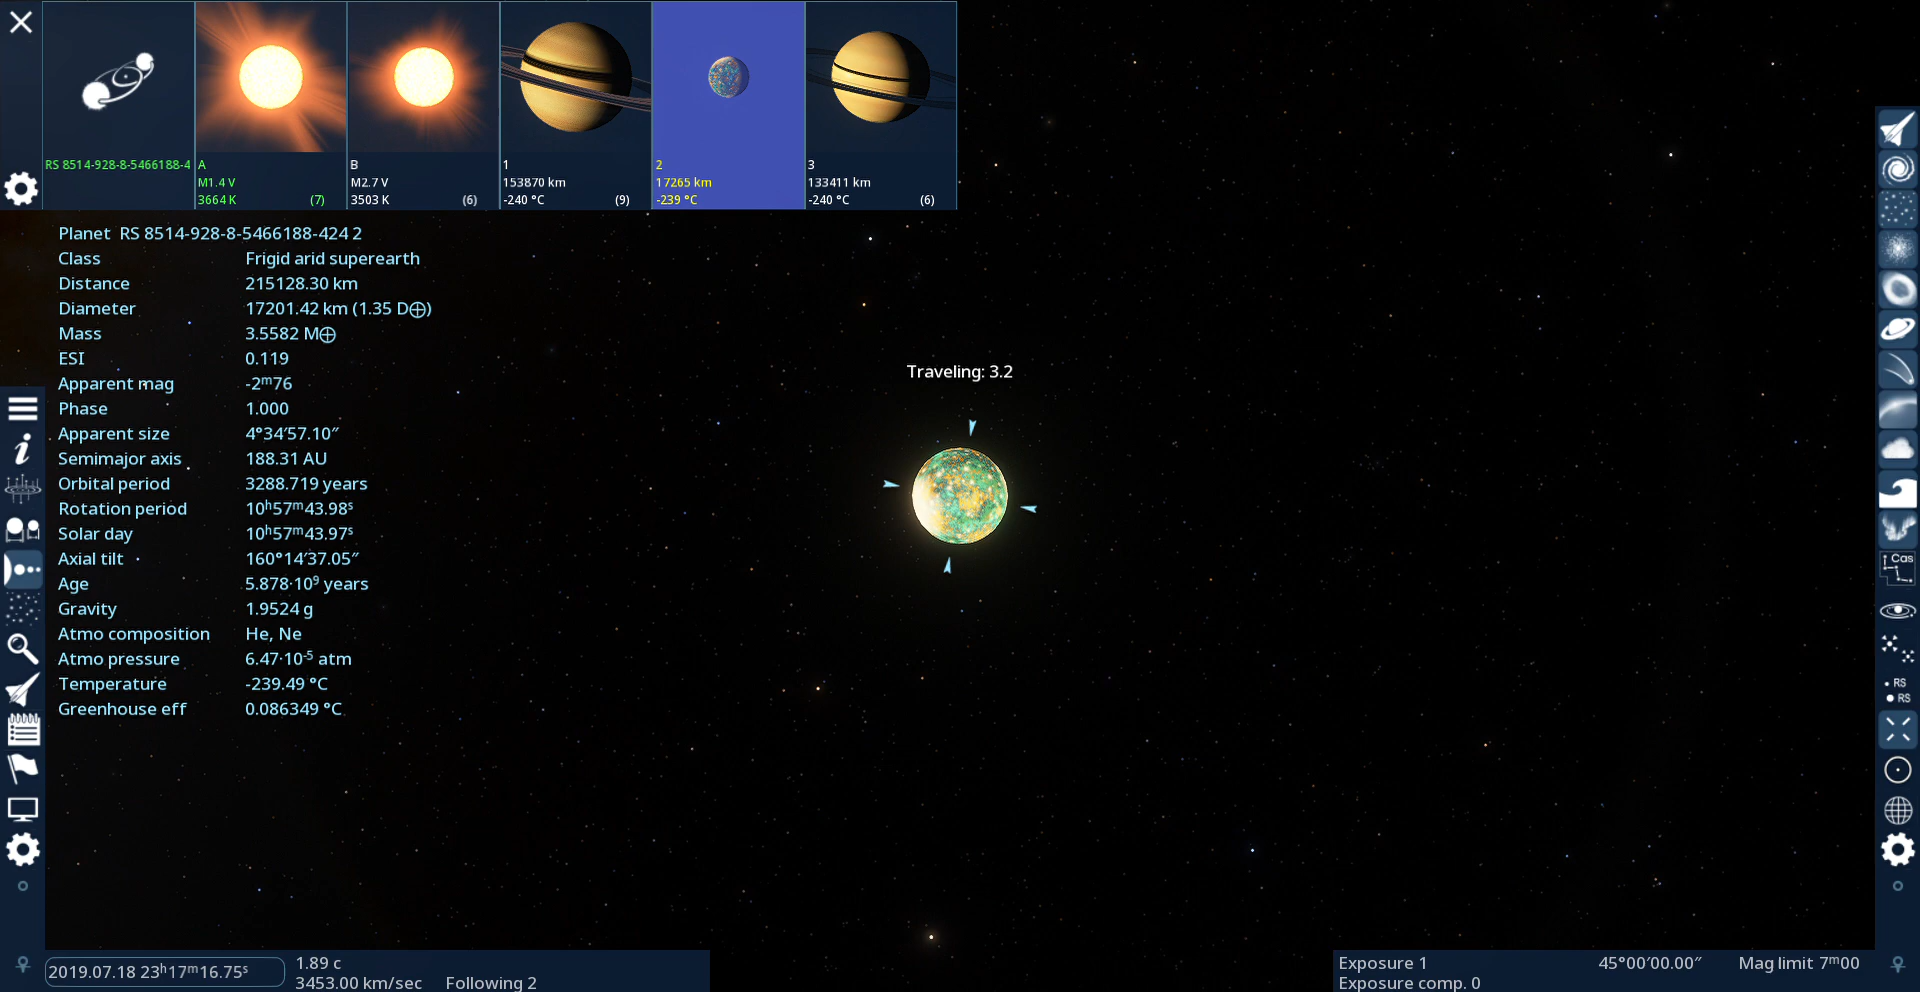 RS 8514-928-8-5466188-4
A
M1.4 V
3664 K (7)
B
M2.7 V
3503 K (6)
1
153870 km
-240 °C (9)
2
17265 km
-239 °C
3
133411 km
-240 °C (6)
Planet RS 8514-928-8-5466188-424 2
Class Frigid arid superearth
Distance 215128.30 km
Diameter 17201.42 km (1.35 D⊕)
Mass 3.5582 M⊕
ESI 0.119
Apparent mag -2ᵐ76
Phase 1.000
Apparent size 4°34′57.10″
Semimajor axis 188.31 AU
Orbital period 3288.719 years
Rotation period 10ʰ57ᵐ43.98ˢ
Solar day 10ʰ57ᵐ43.97ˢ
Axial tilt 160°14′37.05″
Age 5.878·10⁹ years
Gravity 1.9524 g
Atmo composition He, Ne
Atmo pressure 6.47·10⁻⁵ atm
Temperature -239.49 °C
Greenhouse eff 0.086349 °C
Traveling: 3.2
Cas
RS
RS
2019.07.18 23ʰ17ᵐ16.75ˢ
1.89 c
3453.00 km/sec Following 2
Exposure 1 45°00′00.00″ Mag limit 7ᵐ00
Exposure comp. 0